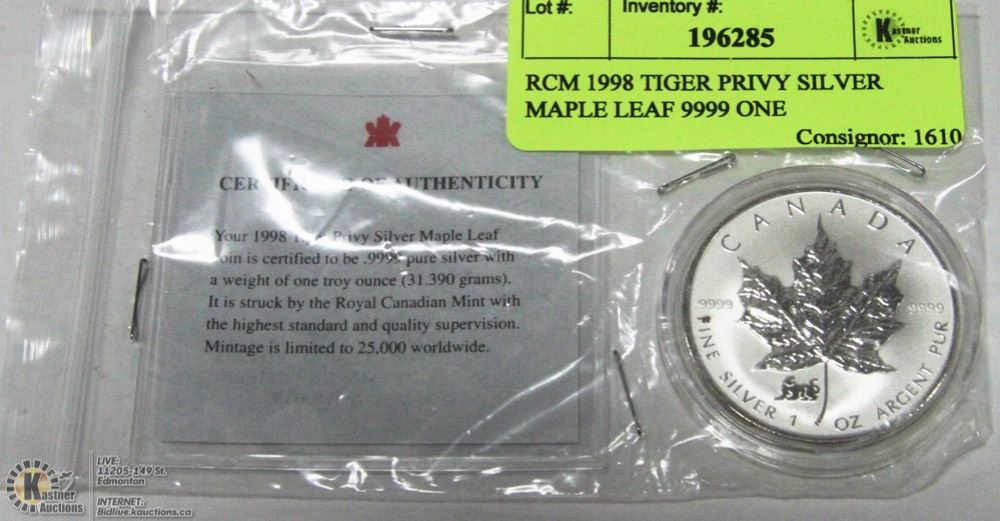 Lot #:
Inventory #:
196285
Kastner
Auctions
RCM 1998 TIGER PRIVY SILVER
MAPLE LEAF 9999 ONE
Consignor: 1610
OF AUTHENTICITY
Your 1998 Privy Silver Maple Leaf
coin is certified to be .9999 pure silver with
a weight of one troy ounce (31.390 grams).
It is struck by the Royal Canadian Mint with
the highest standard and quality supervision.
Mintage is limited to 25,000 worldwide.
CANADA
9999 9999
FINE SILVER 1 OZ ARGENT PUR
Kastner
Auctions
LIVE:
11205-149 St.
Edmonton
INTERNET:
Bidlive.kauctions.ca